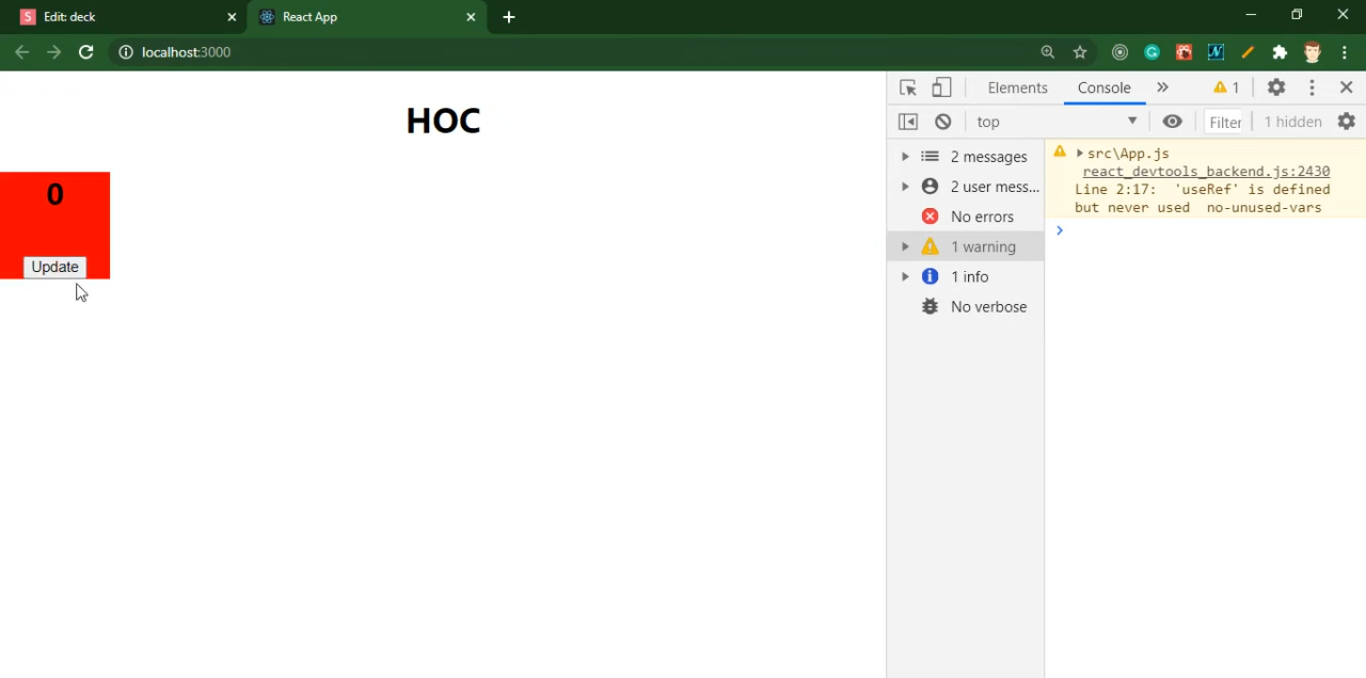 S Edit: deck
React App
localhost:3000
HOC
0
Update
Elements
Console
1
top
Filter
1 hidden
2 messages
2 user mess...
No errors
1 warning
1 info
No verbose
src\App.js
react_devtools_backend.js:2430
Line 2:17: 'useRef' is defined
but never used no-unused-vars